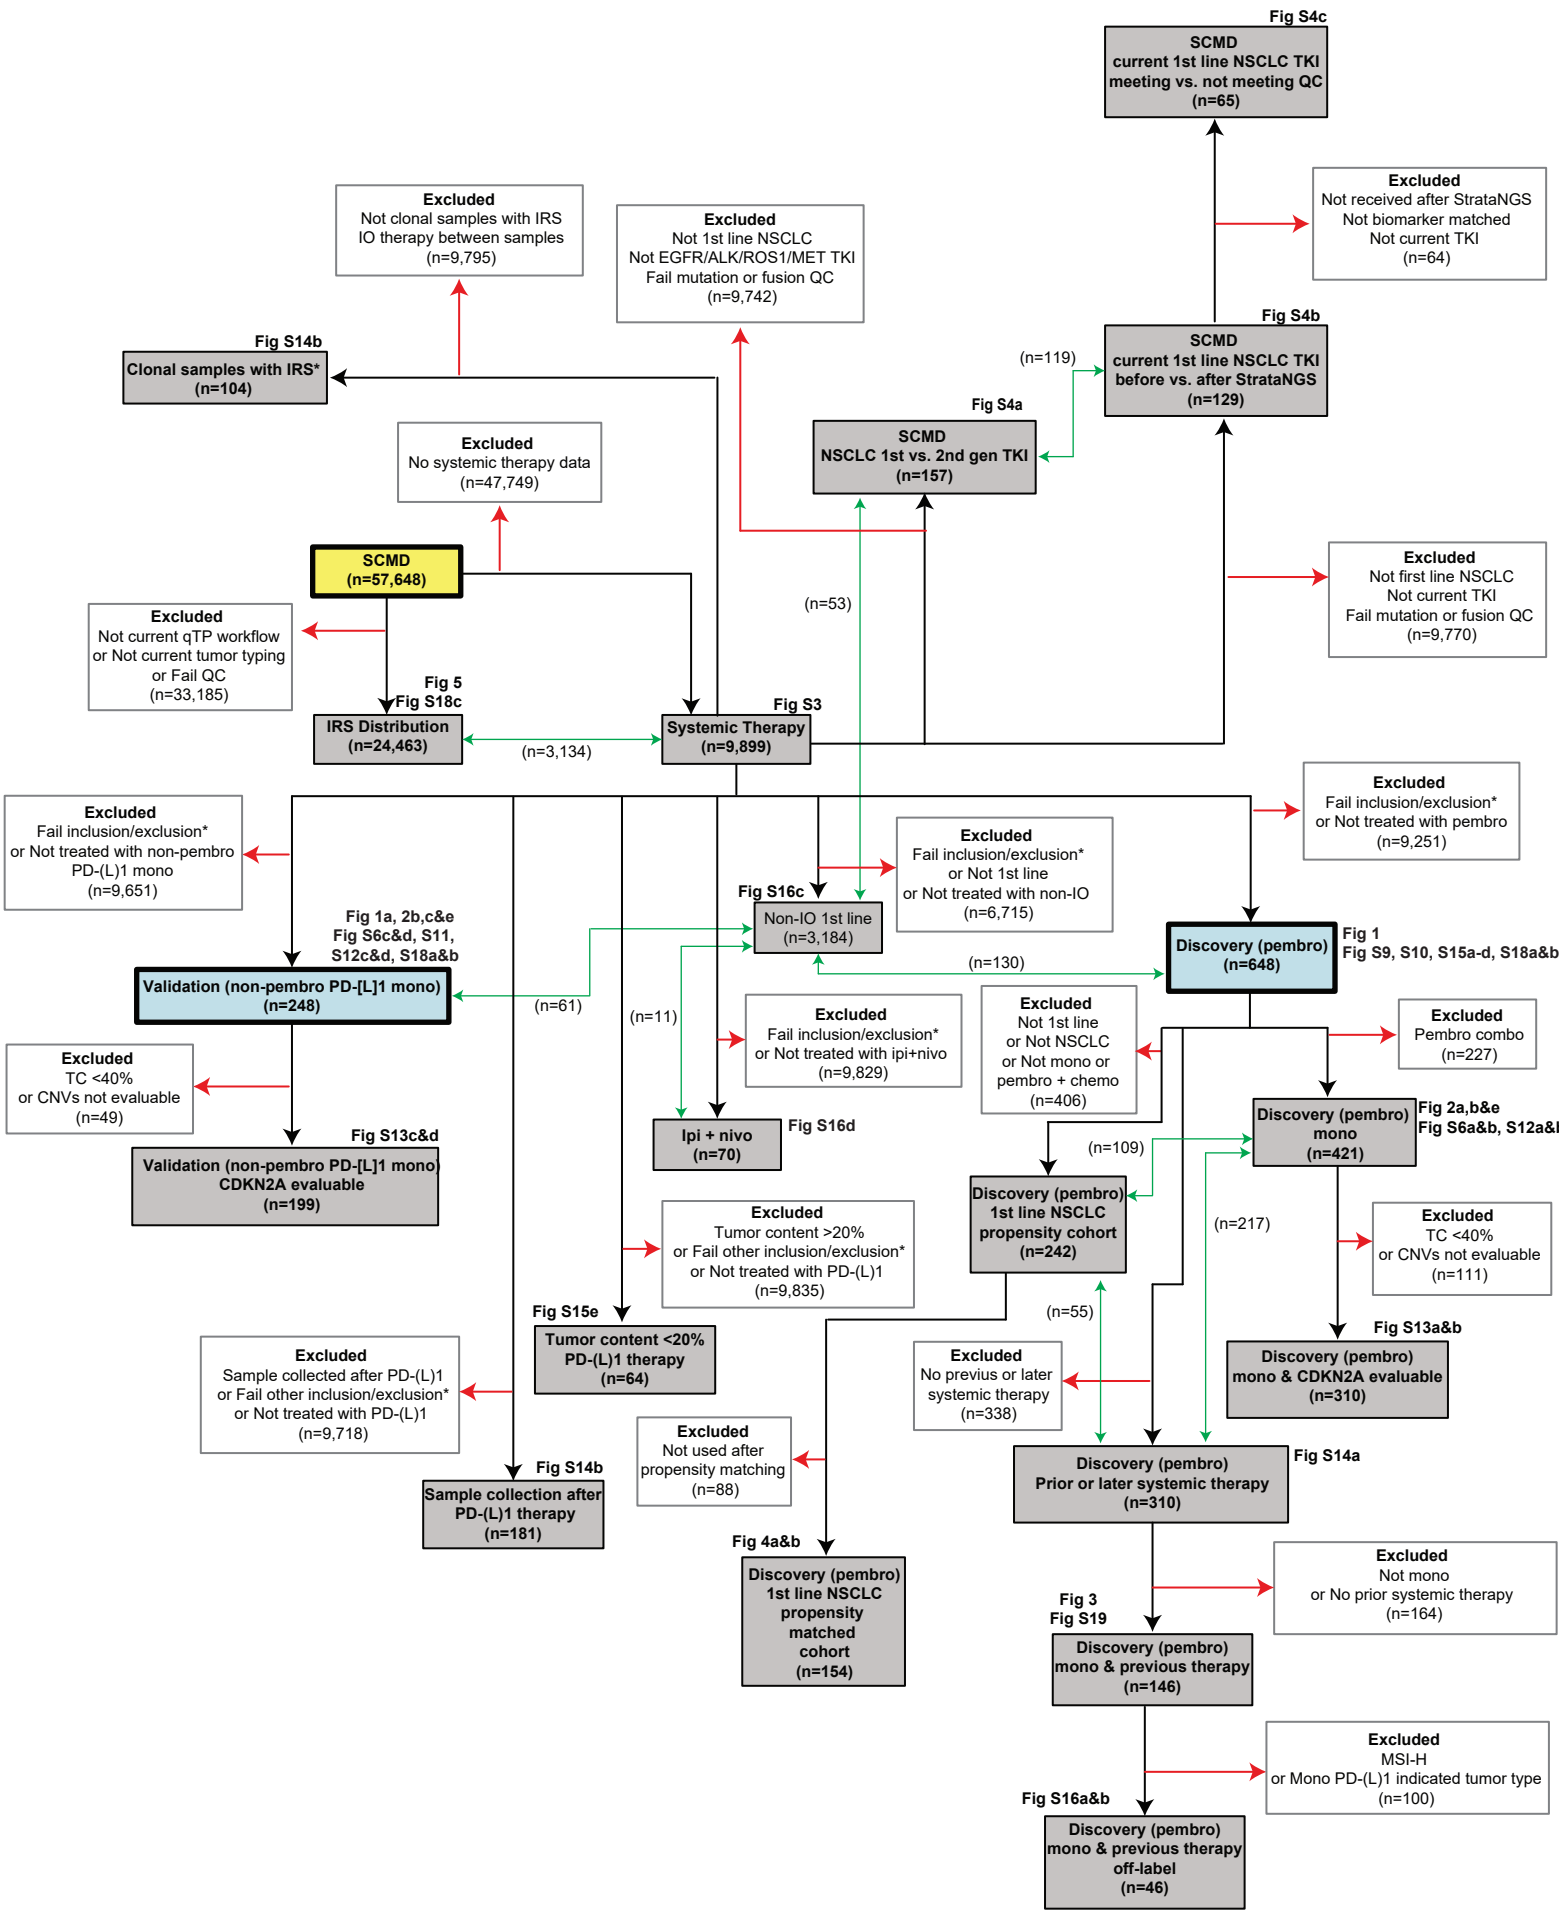 Fig S4c
SCMD
current 1st line NSCLC TKI
meeting vs. not meeting QC
(n=65)
Excluded
Not received after StrataNGS
Not biomarker matched
Not current TKI
(n=64)
Excluded
Not clonal samples with IRS
IO therapy between samples
(n=9,795)
Excluded
Not 1st line NSCLC
Not EGFR/ALK/ROS1/MET TKI
Fail mutation or fusion QC
(n=9,742)
Fig S4b
SCMD
current 1st line NSCLC TKI
before vs. after StrataNGS
(n=129)
Fig S14b
Clonal samples with IRS*
(n=104)
(n=119)
Fig S4a
SCMD
NSCLC 1st vs. 2nd gen TKI
(n=157)
Excluded
No systemic therapy data
(n=47,749)
SCMD
(n=57,648)
Excluded
Not first line NSCLC
Not current TKI
Fail mutation or fusion QC
(n=9,770)
(n=53)
Excluded
Not current qTP workflow
or Not current tumor typing
or Fail QC
(n=33,185)
Fig 5
Fig S18c
IRS Distribution
(n=24,463)
(n=3,134)
Fig S3
Systemic Therapy
(n=9,899)
Excluded
Fail inclusion/exclusion*
or Not treated with non-pembro
PD-(L)1 mono
(n=9,651)
Excluded
Fail inclusion/exclusion*
or Not 1st line
or Not treated with non-IO
(n=6,715)
Excluded
Fail inclusion/exclusion*
or Not treated with pembro
(n=9,251)
Fig 1a, 2b,c&e
Fig S6c&d, S11,
S12c&d, S18a&b
Validation (non-pembro PD-[L]1 mono)
(n=248)
Fig S16c
Non-IO 1st line
(n=3,184)
Fig 1
Fig S9, S10, S15a-d, S18a&b
Discovery (pembro)
(n=648)
(n=130)
(n=61)
(n=11)
Excluded
TC <40%
or CNVs not evaluable
(n=49)
Excluded
Fail inclusion/exclusion*
or Not treated with ipi+nivo
(n=9,829)
Excluded
Not 1st line
or Not NSCLC
or Not mono or
pembro + chemo
(n=406)
Excluded
Pembro combo
(n=227)
Fig S13c&d
Validation (non-pembro PD-[L]1 mono)
CDKN2A evaluable
(n=199)
Ipi + nivo
(n=70)
Fig S16d
Discovery (pembro)
mono
(n=421)
Fig 2a,b&e
Fig S6a&b, S12a&
(n=109)
Discovery (pembro)
1st line NSCLC
propensity cohort
(n=242)
(n=217)
Excluded
TC <40%
or CNVs not evaluable
(n=111)
Excluded
Tumor content >20%
or Fail other inclusion/exclusion*
or Not treated with PD-(L)1
(n=9,835)
(n=55)
Fig S15e
Tumor content <20%
PD-(L)1 therapy
(n=64)
Fig S13a&b
Discovery (pembro)
mono & CDKN2A evaluable
(n=310)
Excluded
Sample collected after PD-(L)1
or Fail other inclusion/exclusion*
or Not treated with PD-(L)1
(n=9,718)
Excluded
No previus or later
systemic therapy
(n=338)
Excluded
Not used after
propensity matching
(n=88)
Fig S14a
Discovery (pembro)
Prior or later systemic therapy
(n=310)
Fig S14b
Sample collection after
PD-(L)1 therapy
(n=181)
Fig 4a&b
Discovery (pembro)
1st line NSCLC
propensity
matched
cohort
(n=154)
Excluded
Not mono
or No prior systemic therapy
(n=164)
Fig 3
Fig S19
Discovery (pembro)
mono & previous therapy
(n=146)
Excluded
MSI-H
or Mono PD-(L)1 indicated tumor type
(n=100)
Fig S16a&b
Discovery (pembro)
mono & previous therapy
off-label
(n=46)